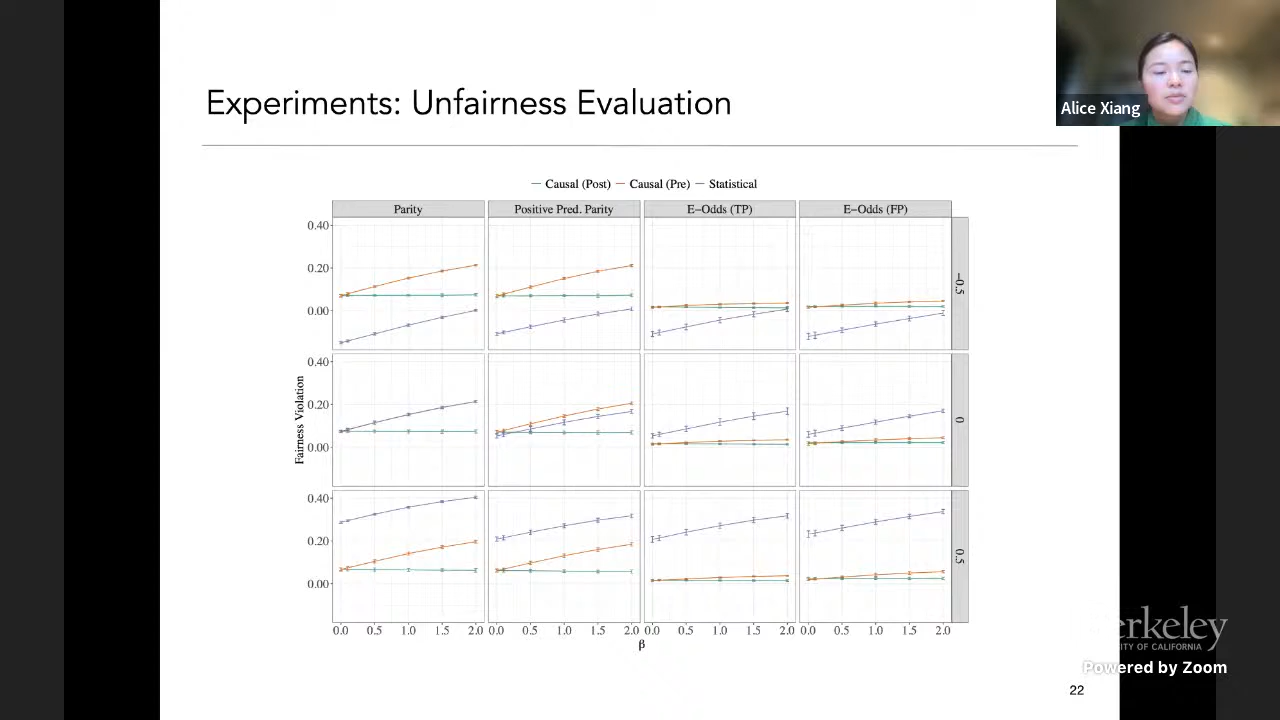 Experiments: Unfairness Evaluation
Alice Xiang
Causal (Post) Causal (Pre) Statistical
Parity Positive Pred. Parity E−Odds (TP) E−Odds (FP)
0.40
0.20
0.00
−0.5
0.40
0.20
0.00
0
0.40
0.20
0.00
0.5
Fairness Violation
0.0 0.5 1.0 1.5 2.0 0.0 0.5 1.0 1.5 2.0 0.0 0.5 1.0 1.5 2.0 0.0 0.5 1.0 1.5 2.0
β
erkeley
ITY OF CALIFORNIA
Powered by Zoom
22